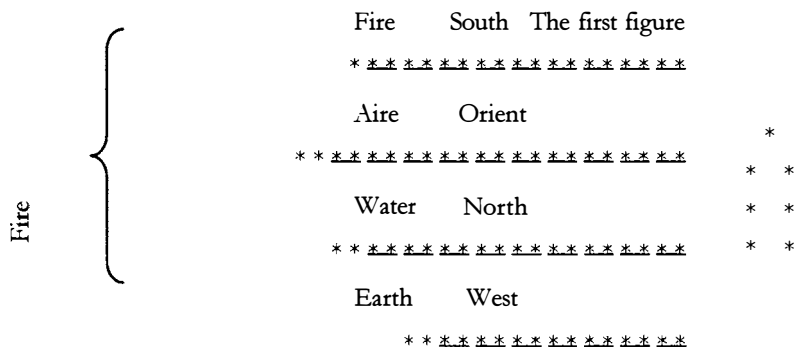 Fire
Fire South The first figure
* ** ** ** ** ** ** ** ** **
Aire Orient
** ** ** ** ** ** ** ** ** ** **
Water North
** ** ** ** ** ** ** ** ** **
Earth West
** ** ** ** ** ** ** **
*
* *
* *
* *